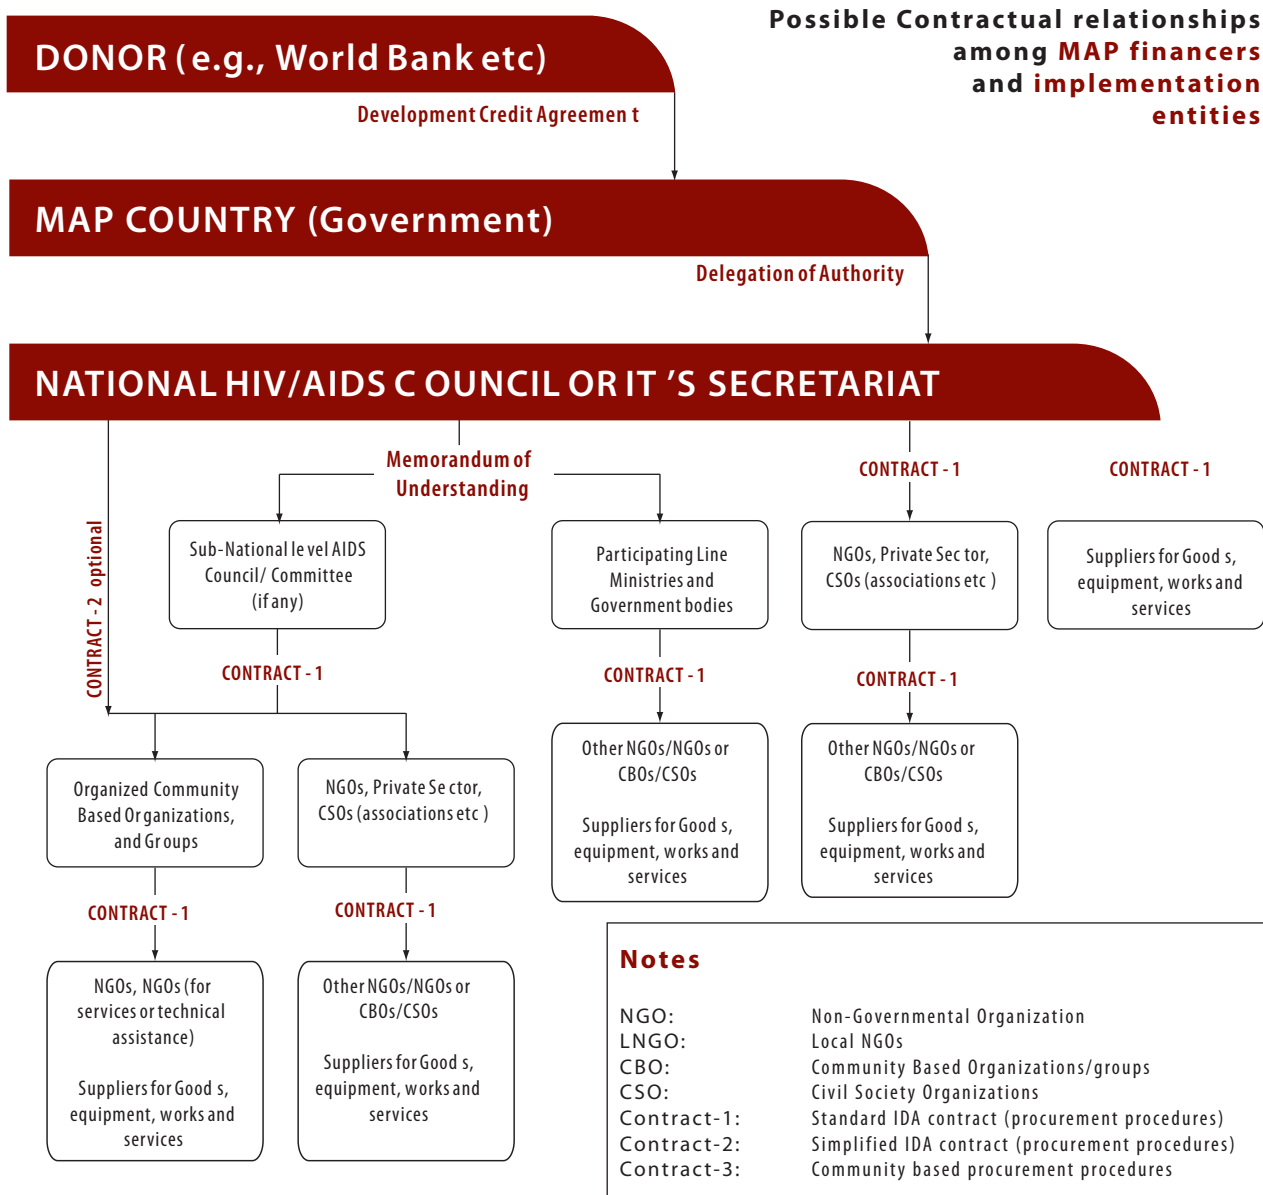 Possible Contractual relationships
among MAP financers
and implementation
entities
DONOR (e.g., World Bank etc)
Development Credit Agreemen t
MAP COUNTRY (Government)
Delegation of Authority
NATIONAL HIV/AIDS C OUNCIL OR IT 'S SECRETARIAT
Memorandum of
Understanding
CONTRACT - 1
CONTRACT - 1
CONTRACT - 2 optional
Sub-National le vel AIDS
Council/ Committee
(if any)
Participating Line
Ministries and
Government bodies
NGOs, Private Sec tor,
CSOs (associations etc )
Suppliers for Good s,
equipment, works and
services
CONTRACT - 1
CONTRACT - 1
CONTRACT - 1
Organized Community
Based Or ganizations,
and Gr oups
NGOs, Private Se ctor,
CSOs (associations etc )
Other NGOs/NGOs or
CBOs/CSOs
Suppliers for Good s,
equipment, works and
services
Other NGOs/NGOs or
CBOs/CSOs
Suppliers for Good s,
equipment, works and
services
CONTRACT - 1
CONTRACT - 1
NGOs, NGOs (for
services or technical
assistance)
Suppliers for Good s,
equipment, works and
services
Other NGOs/NGOs or
CBOs/CSOs
Suppliers for Good s,
equipment, works and
services
Notes
NGO: Non-Governmental Organization
LNGO: Local NGOs
CBO: Community Based Organizations/groups
CSO: Civil Society Organizations
Contract-1: Standard IDA contract (procurement procedures)
Contract-2: Simplified IDA contract (procurement procedures)
Contract-3: Community based procurement procedures